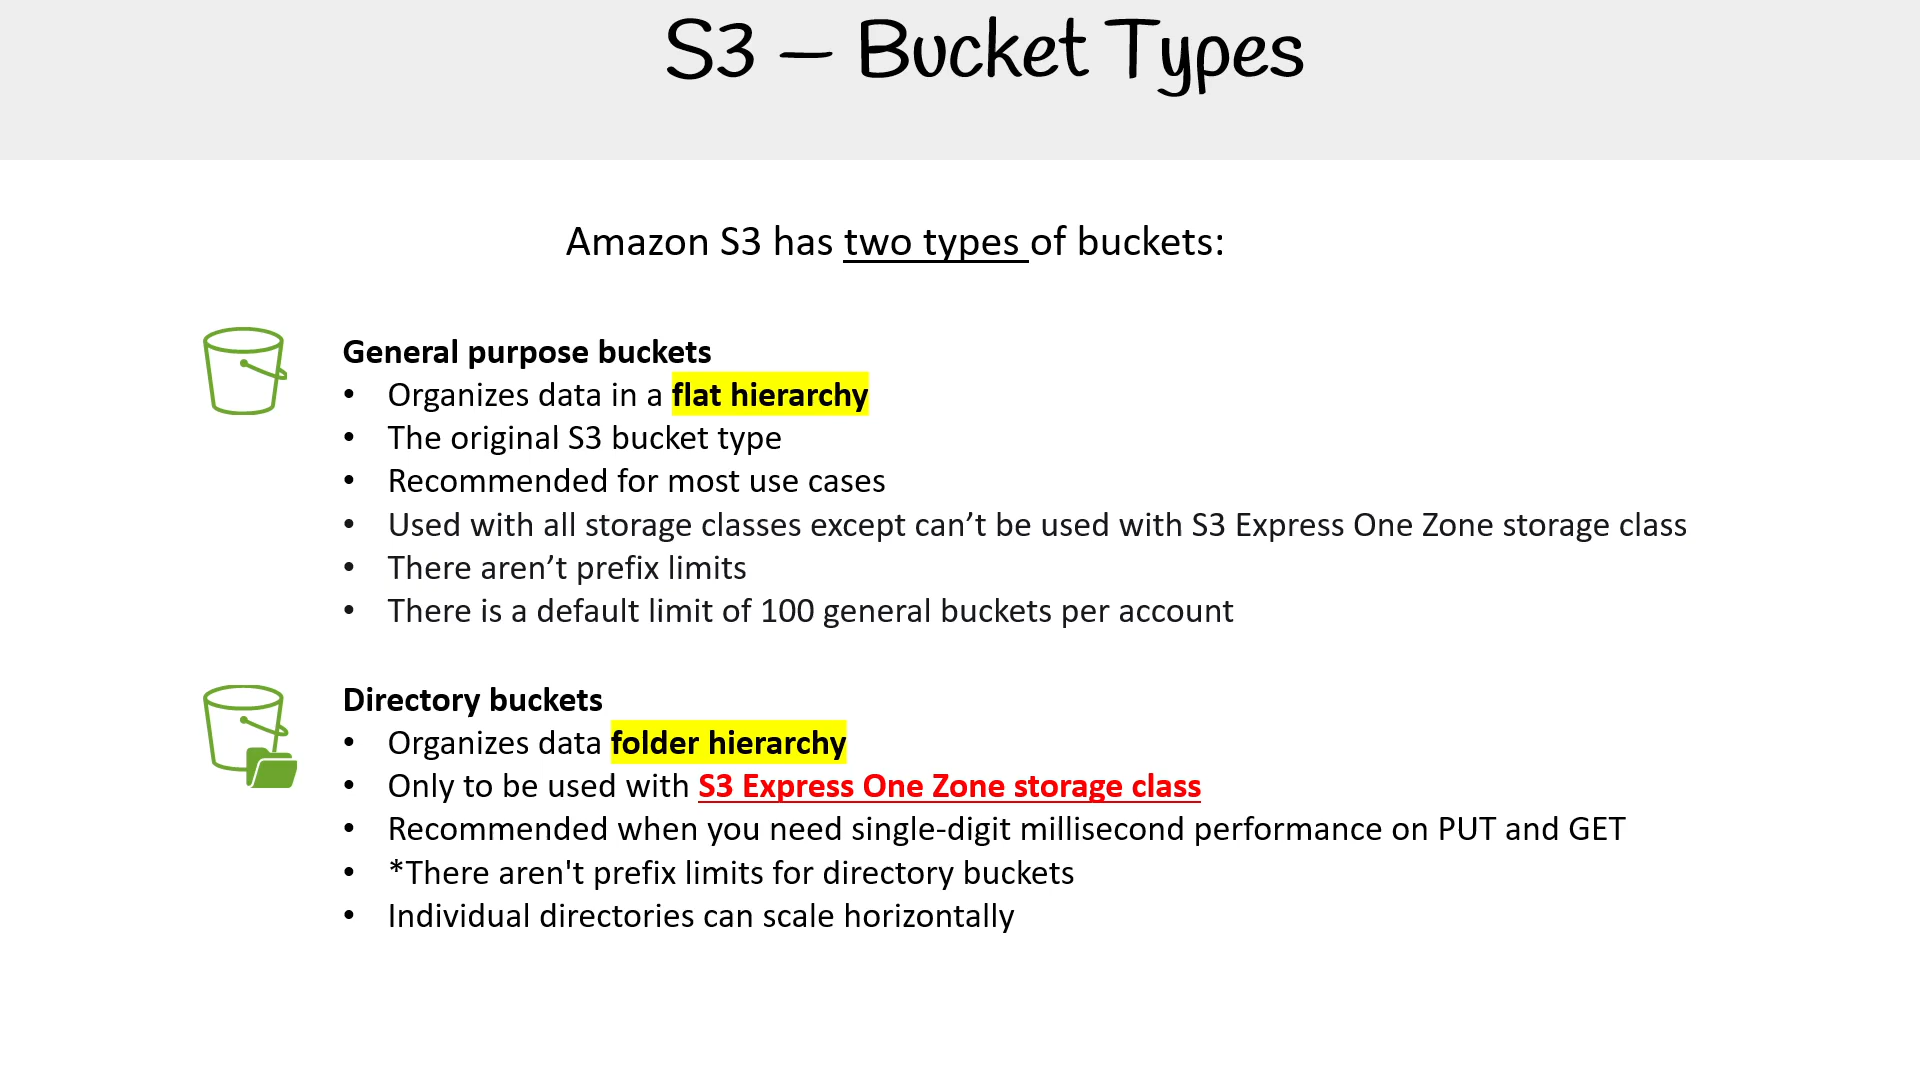 S3 – Bucket Types
Amazon S3 has two types of buckets:
General purpose buckets
• Organizes data in a flat hierarchy
• The original S3 bucket type
• Recommended for most use cases
• Used with all storage classes except can’t be used with S3 Express One Zone storage class
• There aren’t prefix limits
• There is a default limit of 100 general buckets per account
Directory buckets
• Organizes data folder hierarchy
• Only to be used with S3 Express One Zone storage class
• Recommended when you need single-digit millisecond performance on PUT and GET
• *There aren't prefix limits for directory buckets
• Individual directories can scale horizontally